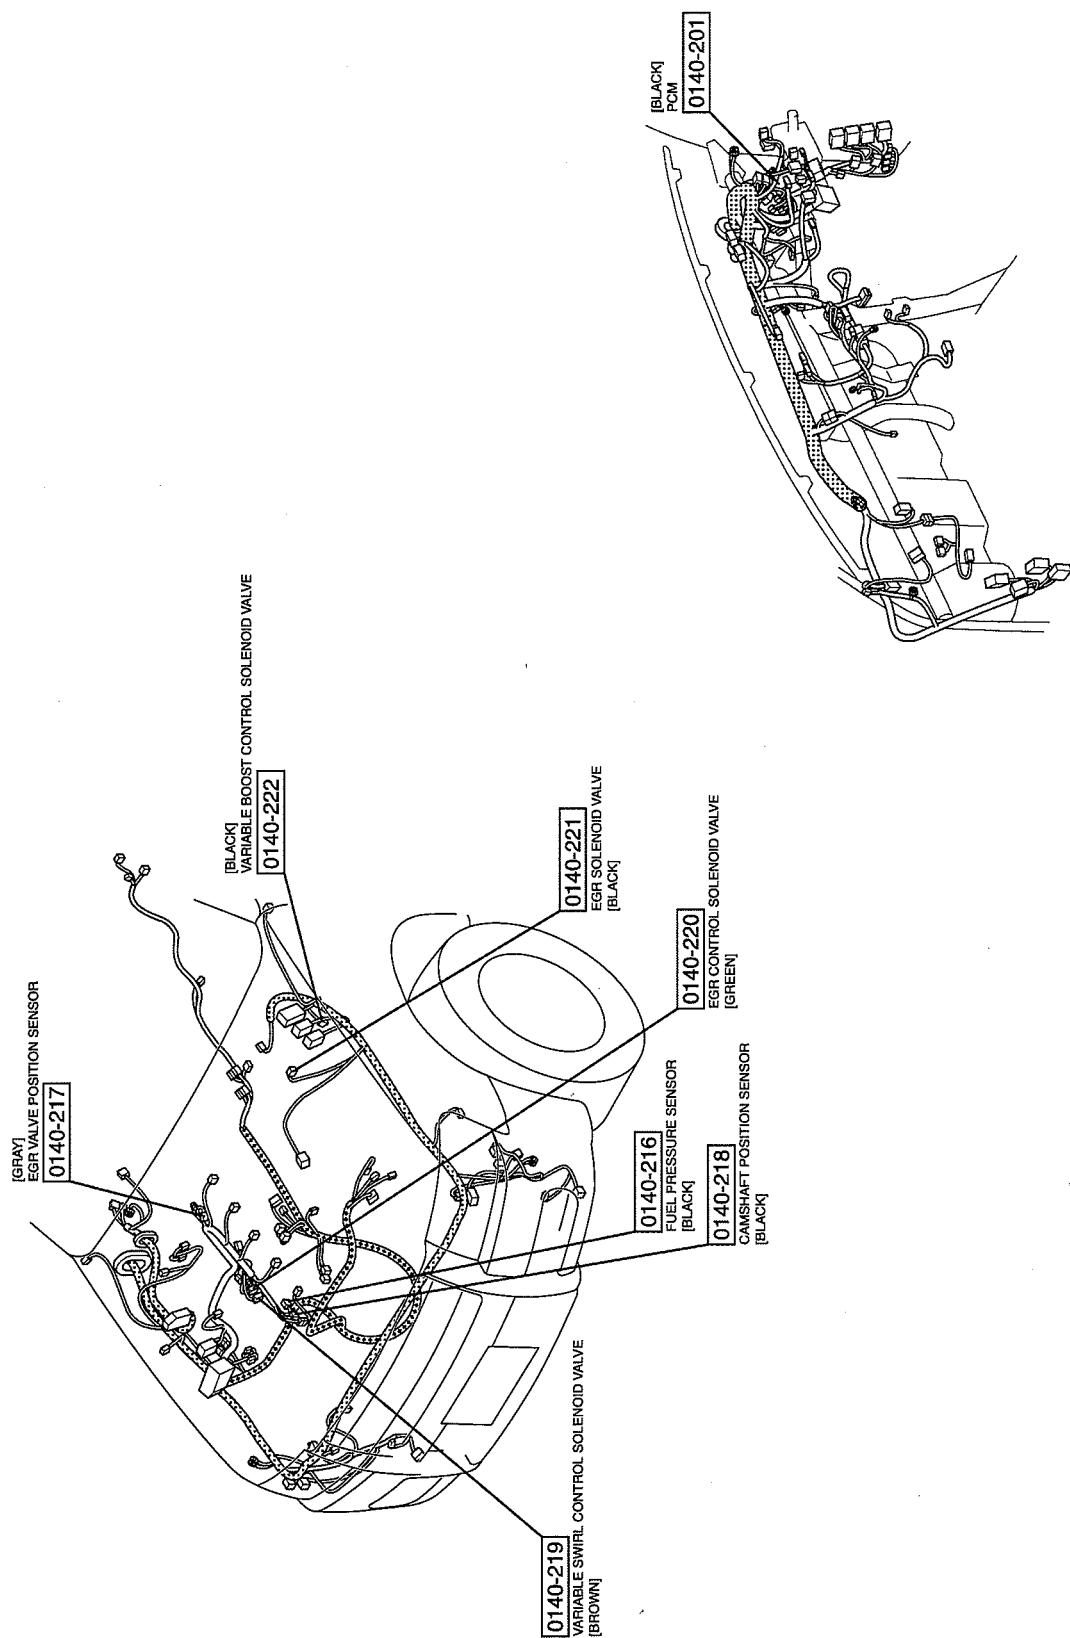 [GRAY]
EGR VALVE POSITION SENSOR
0140-217
[BLACK]
VARIABLE BOOST CONTROL SOLENOID VALVE
0140-222
0140-221
EGR SOLENOID VALVE
[BLACK]
0140-220
EGR CONTROL SOLENOID VALVE
[GREEN]
0140-216
FUEL PRESSURE SENSOR
[BLACK]
0140-218
CAMSHAFT POSITION SENSOR
[BLACK]
0140-219
VARIABLE SWIRL CONTROL SOLENOID VALVE
[BROWN]
[BLACK]
PCM
0140-201